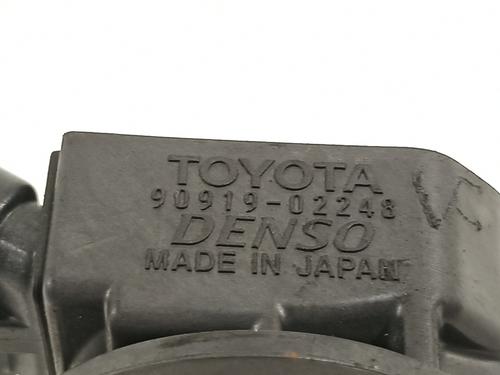 TOYOTA
90919-02248
DENSO
MADE IN JAPAN